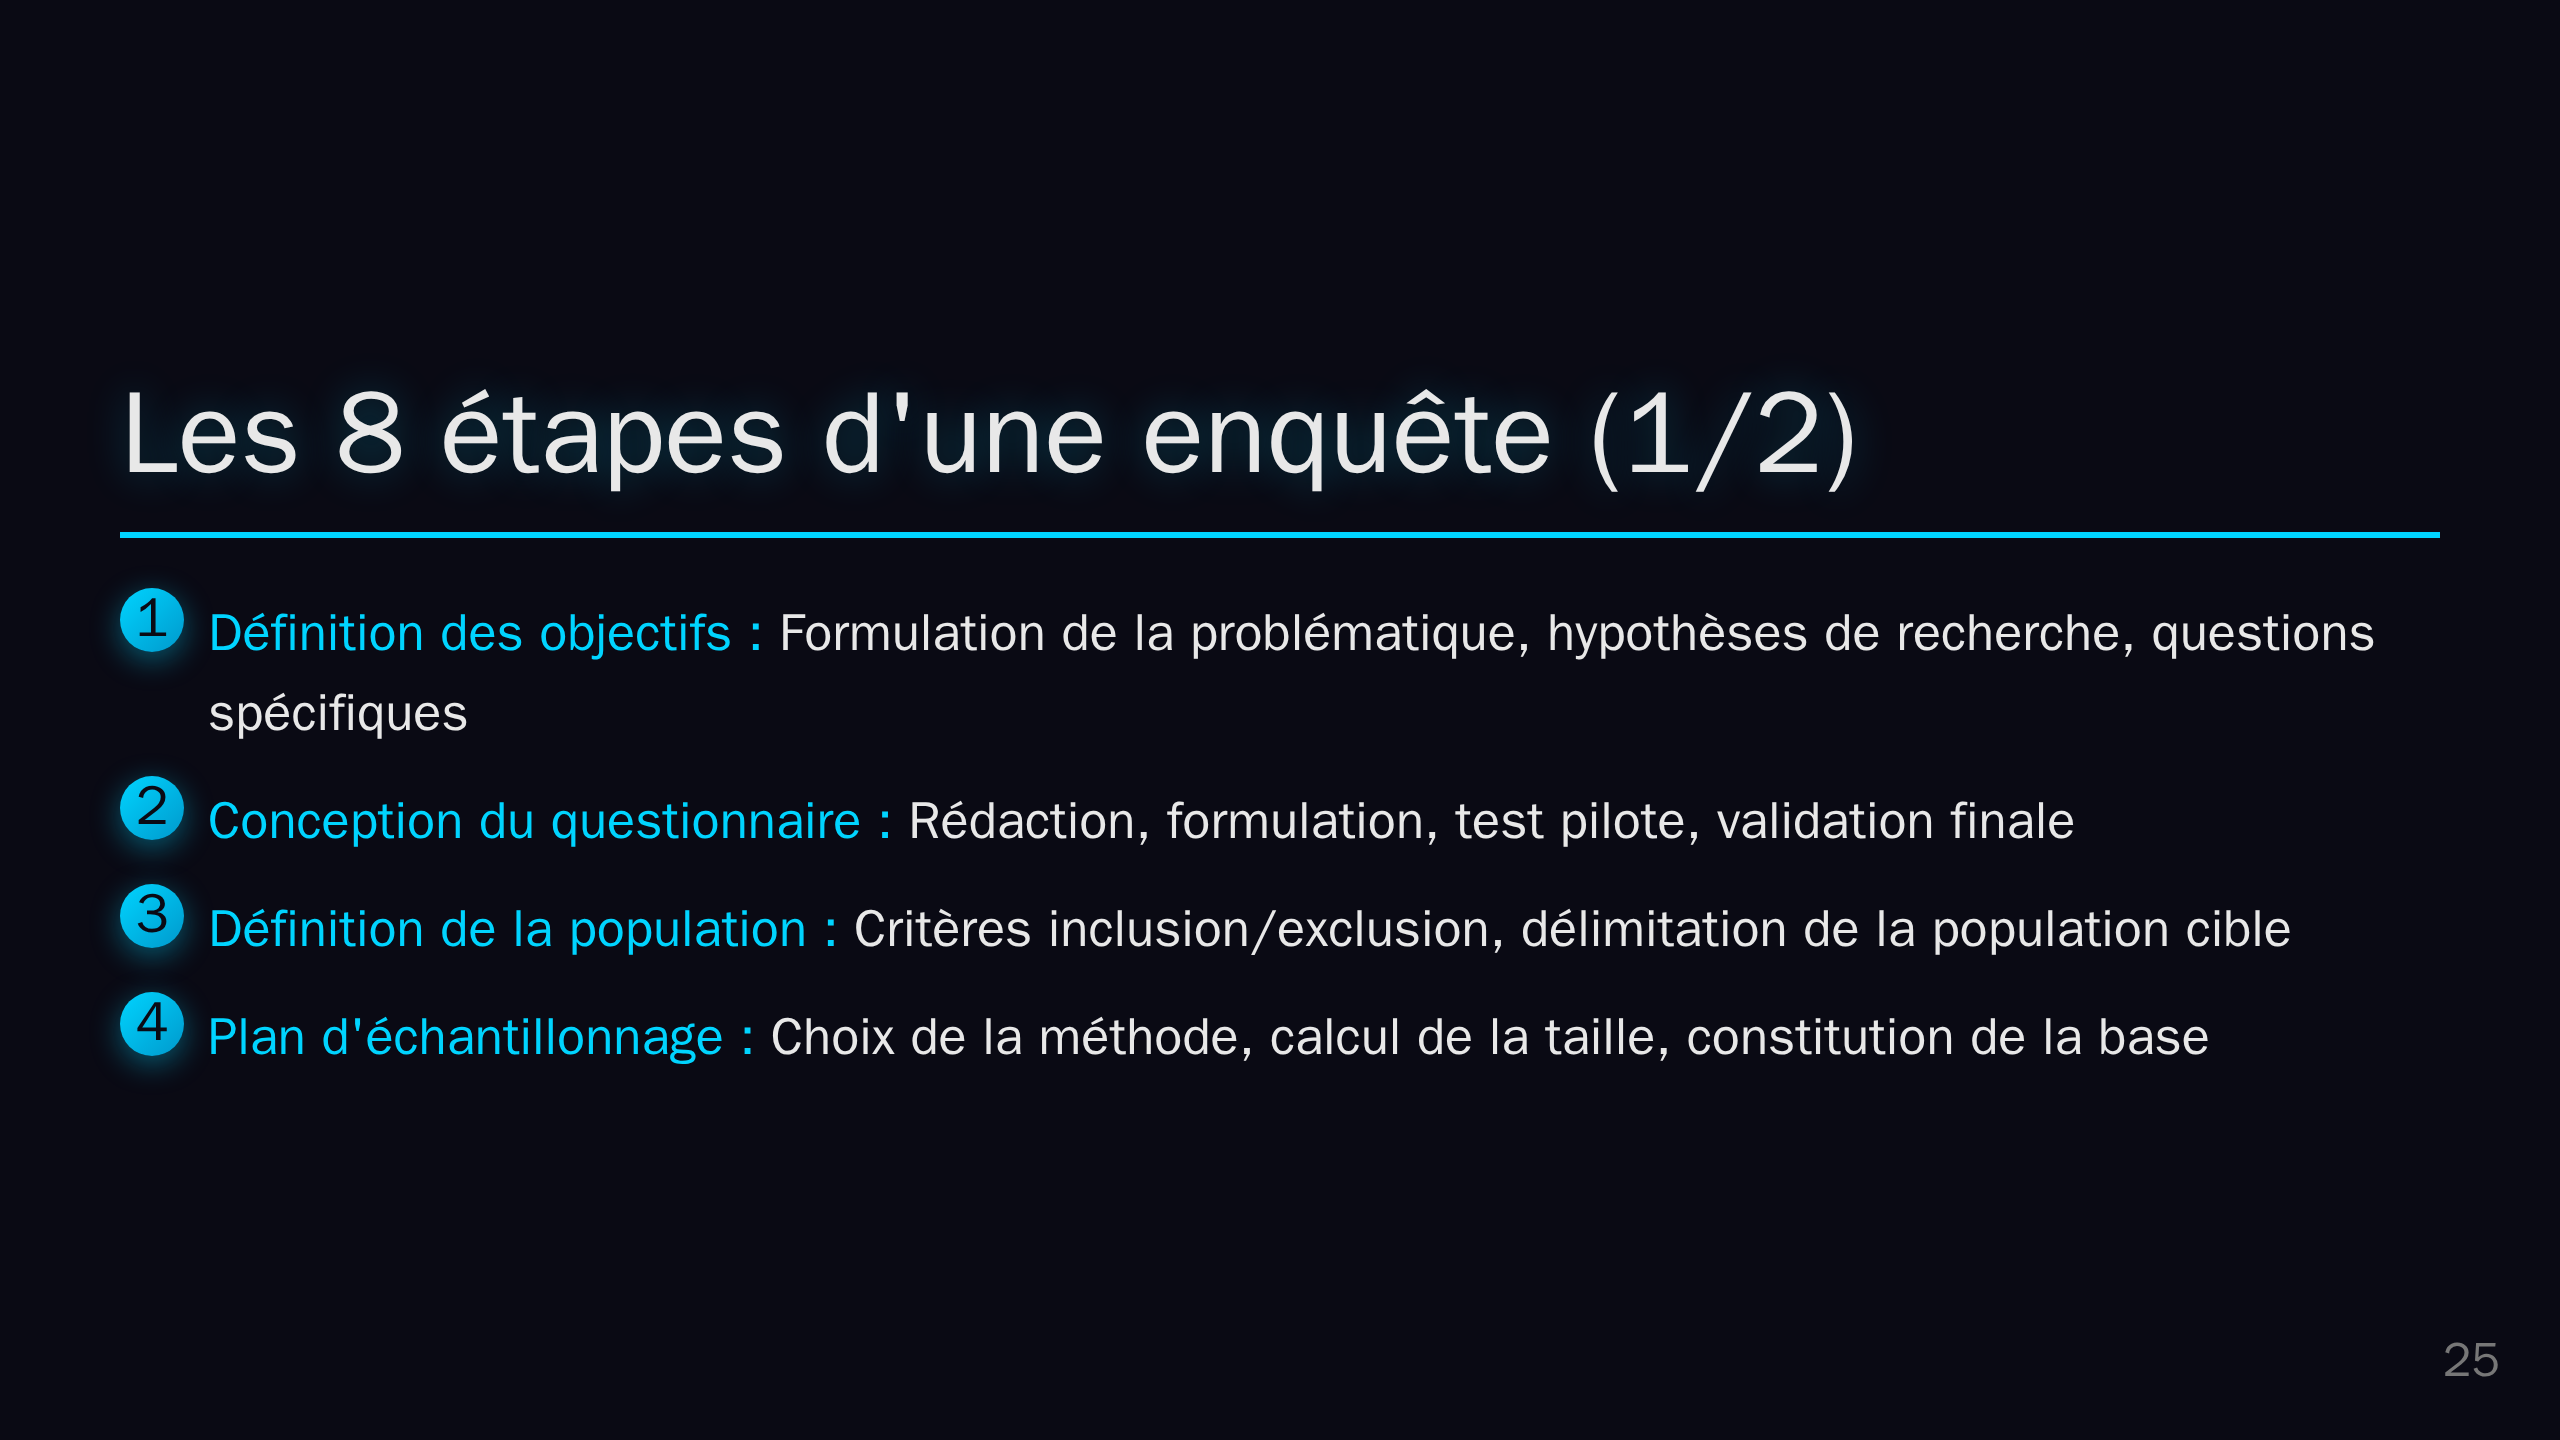 Les 8 étapes d'une enquête (1/2)
1 Définition des objectifs : Formulation de la problématique, hypothèses de recherche, questions
spécifiques
2 Conception du questionnaire : Rédaction, formulation, test pilote, validation finale
3 Définition de la population : Critères inclusion/exclusion, délimitation de la population cible
4 Plan d'échantillonnage : Choix de la méthode, calcul de la taille, constitution de la base
25